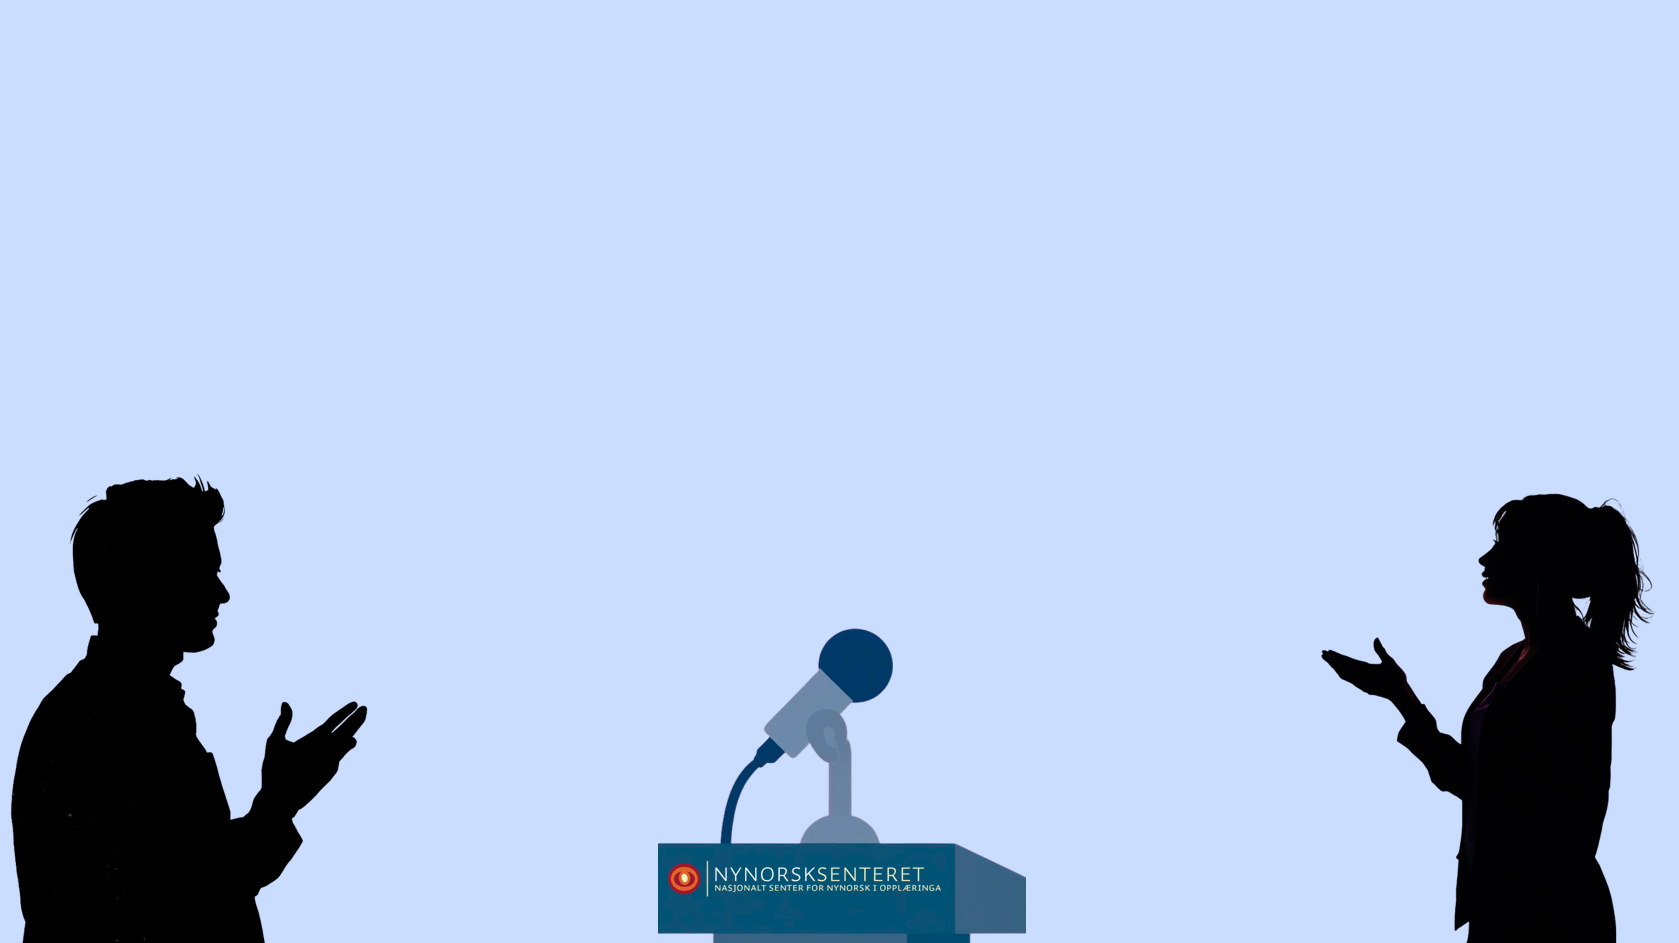 NYNORSKSENTERET
NASJONALT SENTER FOR NYNORSK I OPPLÆRINGA